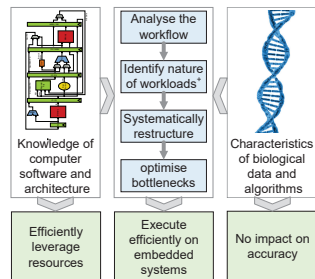 Analyse the
workflow
Identify nature
of workloads+
Systematically
restructure
optimise
bottlenecks
Knowledge of
computer
software and
architecture
Characteristics
of biological
data and
algorithms
Efficiently
leverage
resources
Execute
efficiently on
embedded
systems
No impact on
accuracy